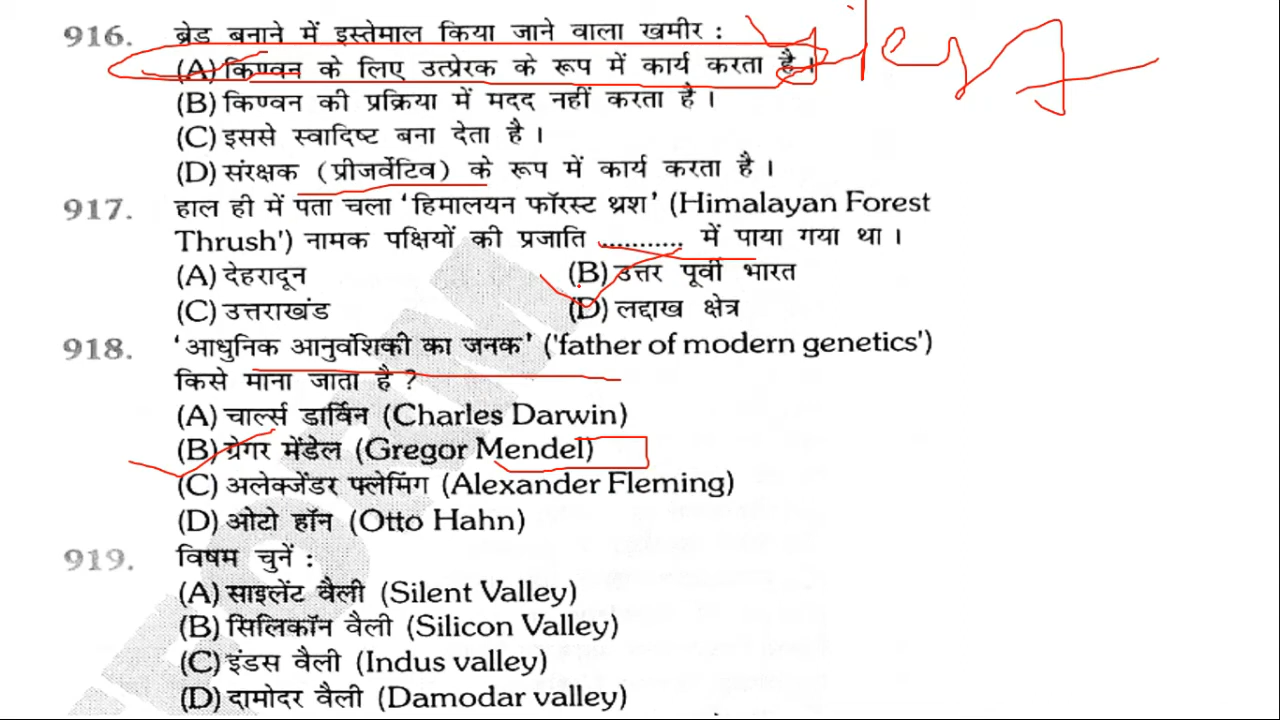 916. ब्रेड बनाने में इस्तेमाल किया जाने वाला खमीर :
(A) किण्वन के लिए उत्प्रेरक के रूप में कार्य करता है ।
(B) किण्वन की प्रक्रिया में मदद नहीं करता है ।
(C) इससे स्वादिष्ट बना देता है ।
(D) संरक्षक (प्रीजर्वेटिव) के रूप में कार्य करता है ।
917. हाल ही में पता चला 'हिमालयन फॉरस्ट थ्रश' (Himalayan Forest
Thrush') नामक पक्षियों की प्रजाति ............ में पाया गया था ।
(A) देहरादून (B) उत्तर पूर्वी भारत
(C) उत्तराखंड (D) लद्दाख क्षेत्र
918. 'आधुनिक आनुवंशिकी का जनक' ('father of modern genetics')
किसे माना जाता है ?
(A) चार्ल्स डार्विन (Charles Darwin)
(B) ग्रेगर मेंडेल (Gregor Mendel)
(C) अलेक्जेंडर फ्लेमिंग (Alexander Fleming)
(D) ओटो हॉन (Otto Hahn)
919. विषम चुनें :
(A) साइलेंट वैली (Silent Valley)
(B) सिलिकॉन वैली (Silicon Valley)
(C) इंडस वैली (Indus valley)
(D) दामोदर वैली (Damodar valley)